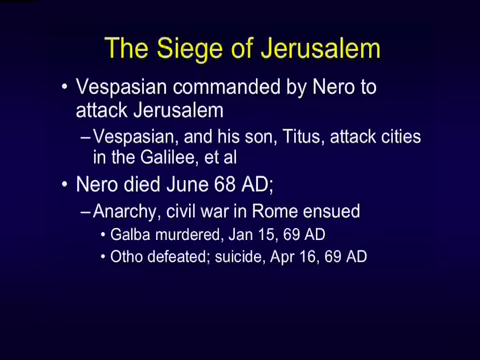 The Siege of Jerusalem
• Vespasian commanded by Nero to
attack Jerusalem
–Vespasian, and his son, Titus, attack cities
in the Galilee, et al
• Nero died June 68 AD;
–Anarchy, civil war in Rome ensued
• Galba murdered, Jan 15, 69 AD
• Otho defeated; suicide, Apr 16, 69 AD